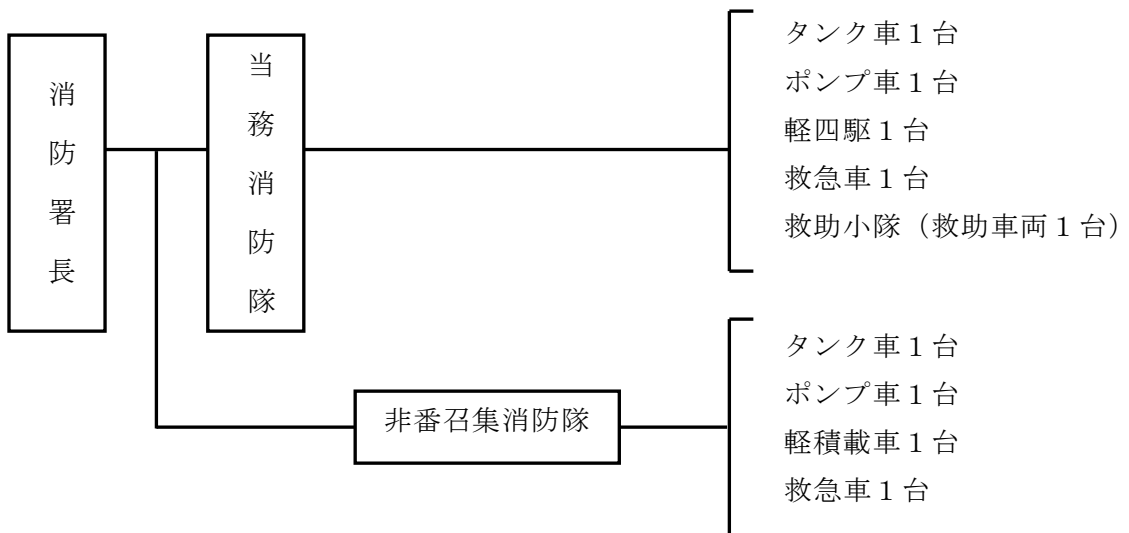 消防署長
当務消防隊
タンク車１台
ポンプ車１台
軽四駆１台
救急車１台
救助小隊（救助車両１台）
非番召集消防隊
タンク車１台
ポンプ車１台
軽積載車１台
救急車１台